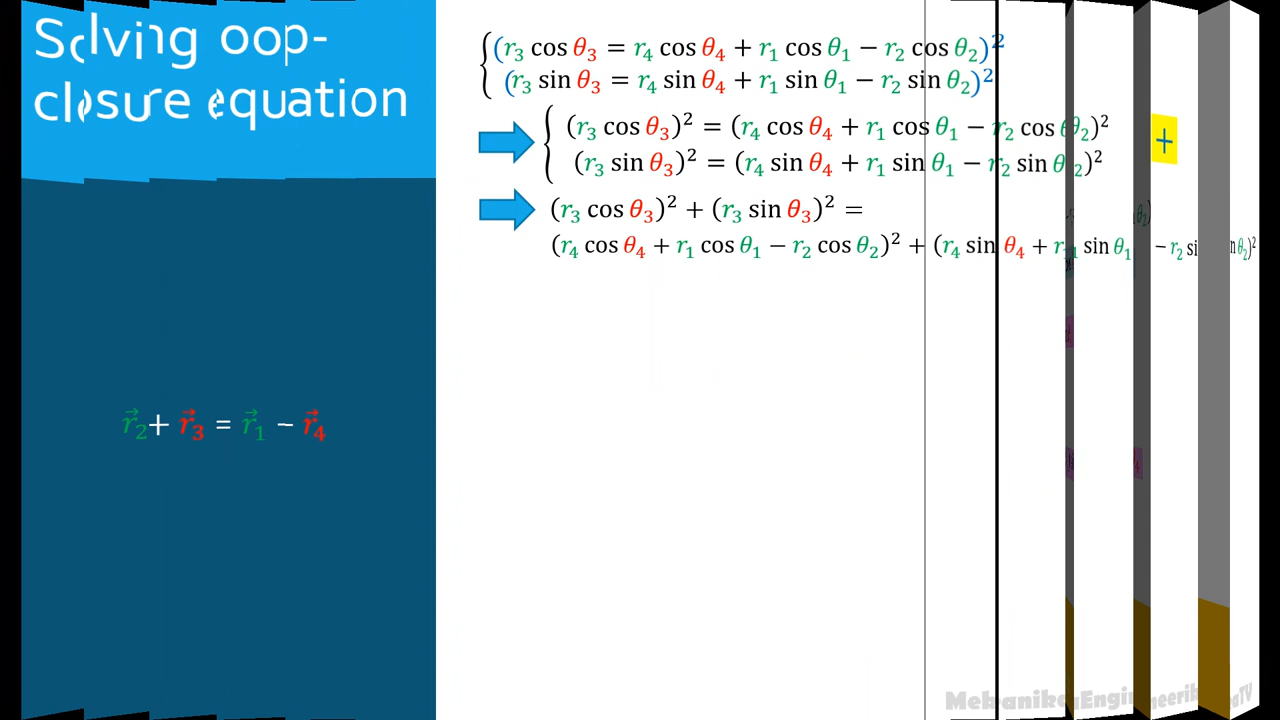 Solving oop-
closure equation
(r₃ cos θ₃ = r₄ cos θ₄ + r₁ cos θ₁ − r₂ cos θ₂)²
(r₃ sin θ₃ = r₄ sin θ₄ + r₁ sin θ₁ − r₂ sin θ₂)²
(r₃ cos θ₃)² = (r₄ cos θ₄ + r₁ cos θ₁ − r₂ cos θ₂)²
+
(r₃ sin θ₃)² = (r₄ sin θ₄ + r₁ sin θ₁ − r₂ sin θ₂)²
(r₃ cos θ₃)² + (r₃ sin θ₃)² =
(r₄ cos θ₄ + r₁ cos θ₁ − r₂ cos θ₂)² + (r₄ sin θ₄ + r₁ sin θ₁ − r₂ sin θ₂)²
r⃗₂ + r⃗₃ = r⃗₁ − r⃗₄